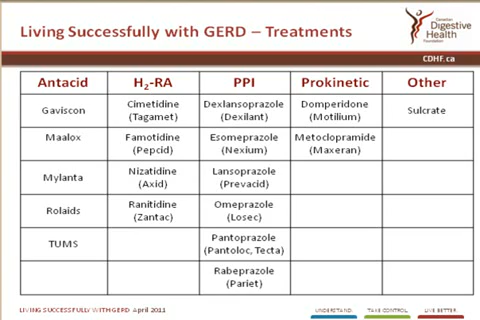 Living Successfully with GERD – Treatments
Canadian
Digestive
Health
Foundation
CDHF.ca
Antacid H₂-RA PPI Prokinetic Other
Gaviscon Cimetidine (Tagamet) Dexlansoprazole (Dexilant) Domperidone (Motilium) Sulcrate
Maalox Famotidine (Pepcid) Esomeprazole (Nexium) Metoclopramide (Maxeran)
Mylanta Nizatidine (Axid) Lansoprazole (Prevacid)
Rolaids Ranitidine (Zantac) Omeprazole (Losec)
TUMS Pantoprazole (Pantoloc, Tecta)
Rabeprazole (Pariet)
LIVING SUCCESSFULLY WITH GERD April 2011
UNDERSTAND. TAKE CONTROL. LIVE BETTER.